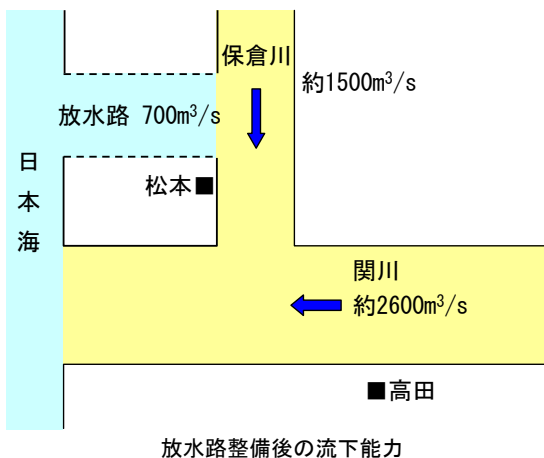 保倉川
約1500m³/s
放水路 700m³/s
日本海
松本■
関川
約2600m³/s
■高田
放水路整備後の流下能力